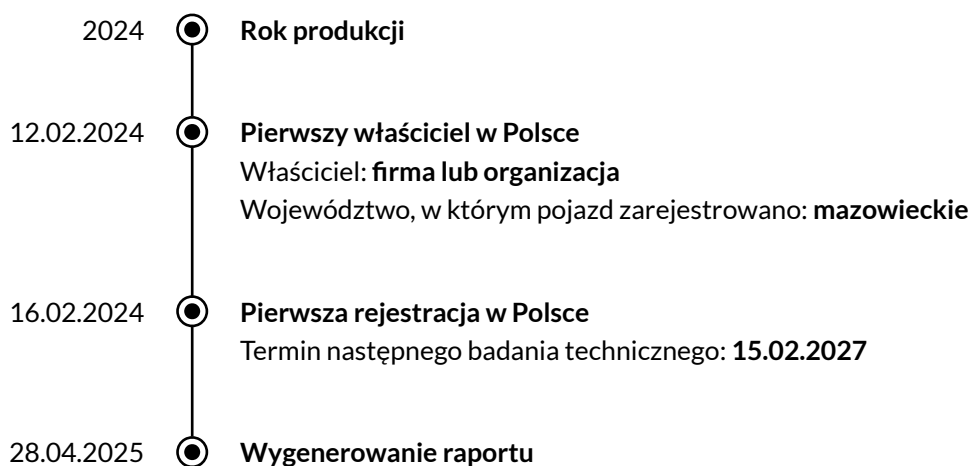 2024 Rok produkcji
12.02.2024 Pierwszy właściciel w Polsce
Właściciel: firma lub organizacja
Województwo, w którym pojazd zarejestrowano: mazowieckie
16.02.2024 Pierwsza rejestracja w Polsce
Termin następnego badania technicznego: 15.02.2027
28.04.2025 Wygenerowanie raportu